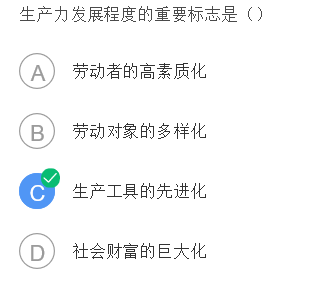 生产力发展程度的重要标志是（）
A 劳动者的高素质化
B 劳动对象的多样化
C 生产工具的先进化
D 社会财富的巨大化